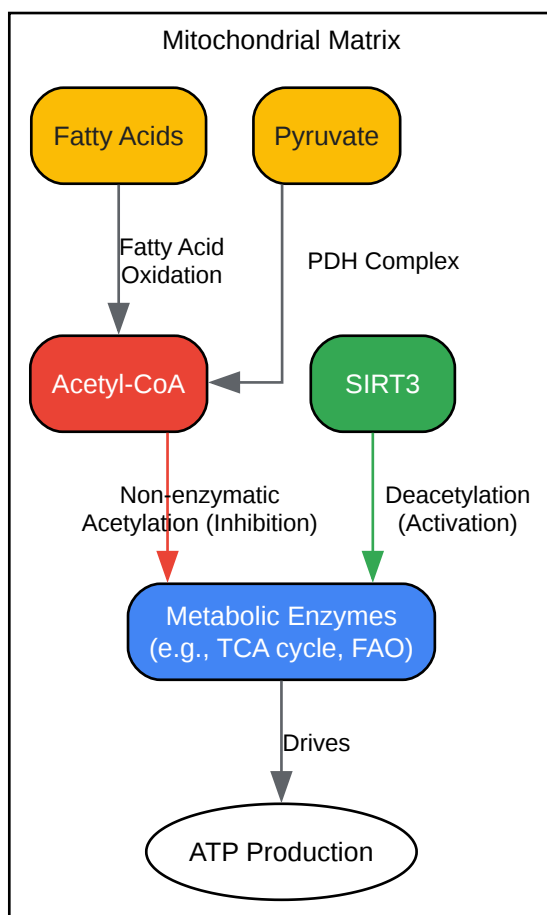 Mitochondrial Matrix
Fatty Acids
Pyruvate
Fatty Acid
Oxidation
PDH Complex
Acetyl-CoA
SIRT3
Non-enzymatic
Acetylation (Inhibition)
Deacetylation
(Activation)
Metabolic Enzymes
(e.g., TCA cycle, FAO)
Drives
ATP Production